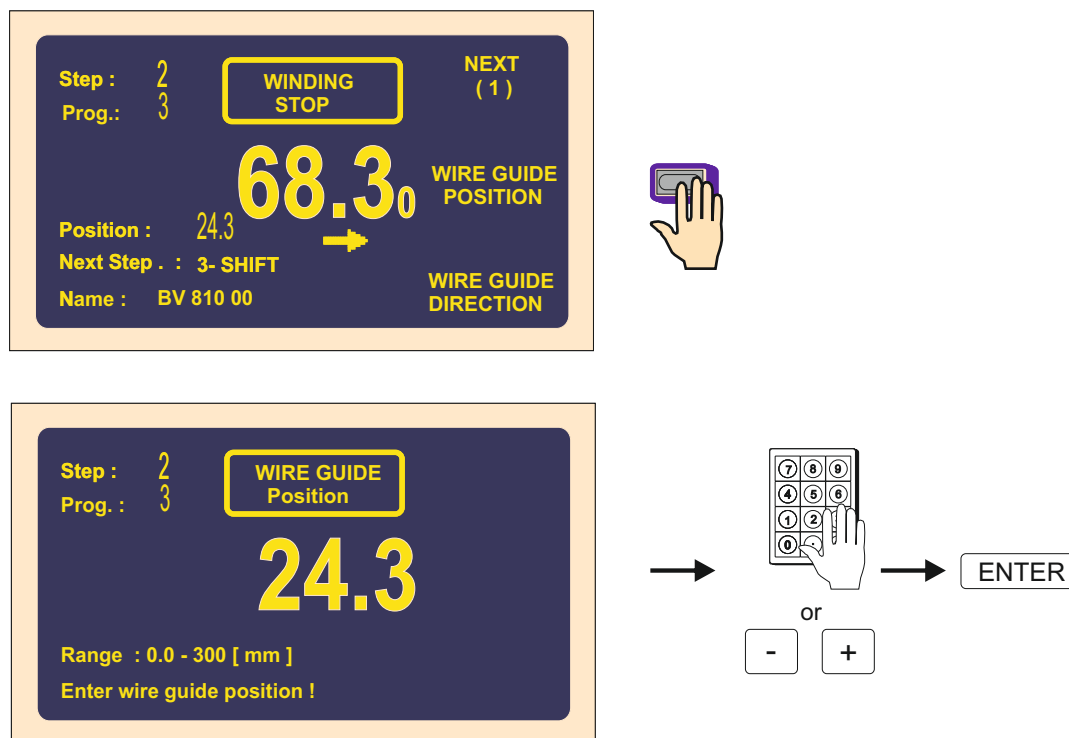 Step : 2
Prog.: 3
WINDING
STOP
NEXT
( 1 )
68.30
WIRE GUIDE
POSITION
Position : 24.3
Next Step . : 3- SHIFT
Name : BV 810 00
WIRE GUIDE
DIRECTION
Step : 2
Prog. : 3
WIRE GUIDE
Position
24.3
Range : 0.0 - 300 [ mm ]
Enter wire guide position !
7 8 9
4 5 6
1 2
0 .
ENTER
or
- +